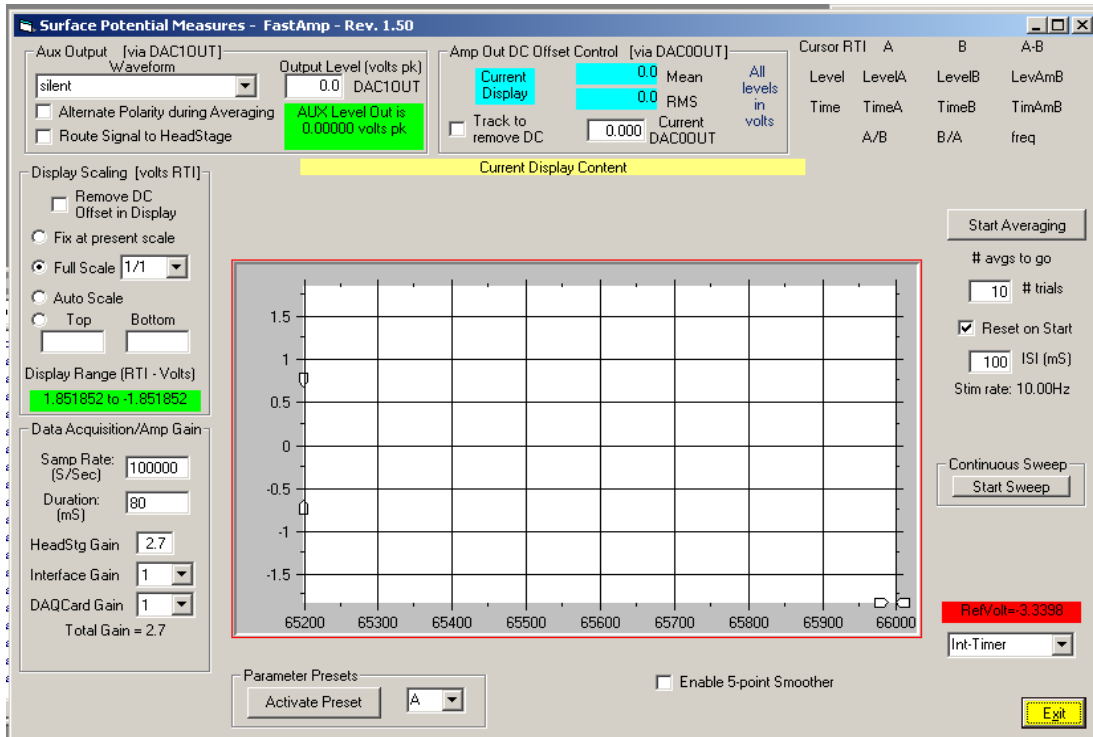 Surface Potential Measures - FastAmp - Rev. 1.50
Aux Output [via DAC1OUT]
Waveform
silent
Output Level (volts pk)
0.0 DAC1OUT
Alternate Polarity during Averaging
Route Signal to HeadStage
AUX Level Out is
0.00000 volts pk
Amp Out DC Offset Control [via DAC0OUT]
Current
Display
0.0 Mean
0.0 RMS
All
levels
in
volts
Track to
remove DC
0.000 Current
DAC0OUT
Cursor RTI A B A-B
Level LevelA LevelB LevAmB
Time TimeA TimeB TimAmB
A/B B/A freq
Current Display Content
Display Scaling [volts RTI]
Remove DC
Offset in Display
Fix at present scale
Full Scale 1/1
Auto Scale
Top Bottom
Display Range (RTI - Volts)
1.851852 to -1.851852
Data Acquisition/Amp Gain
Samp Rate:
(S/Sec)
100000
Duration:
(mS)
80
HeadStg Gain 2.7
Interface Gain 1
DAQCard Gain 1
Total Gain = 2.7
1.5
1
0.5
0
-0.5
-1
-1.5
65200 65300 65400 65500 65600 65700 65800 65900 66000
Start Averaging
# avgs to go
10 # trials
Reset on Start
100 ISI (mS)
Stim rate: 10.00Hz
Continuous Sweep
Start Sweep
RefVolt=-3.3398
Int-Timer
Parameter Presets
Activate Preset A
Enable 5-point Smoother
Exit